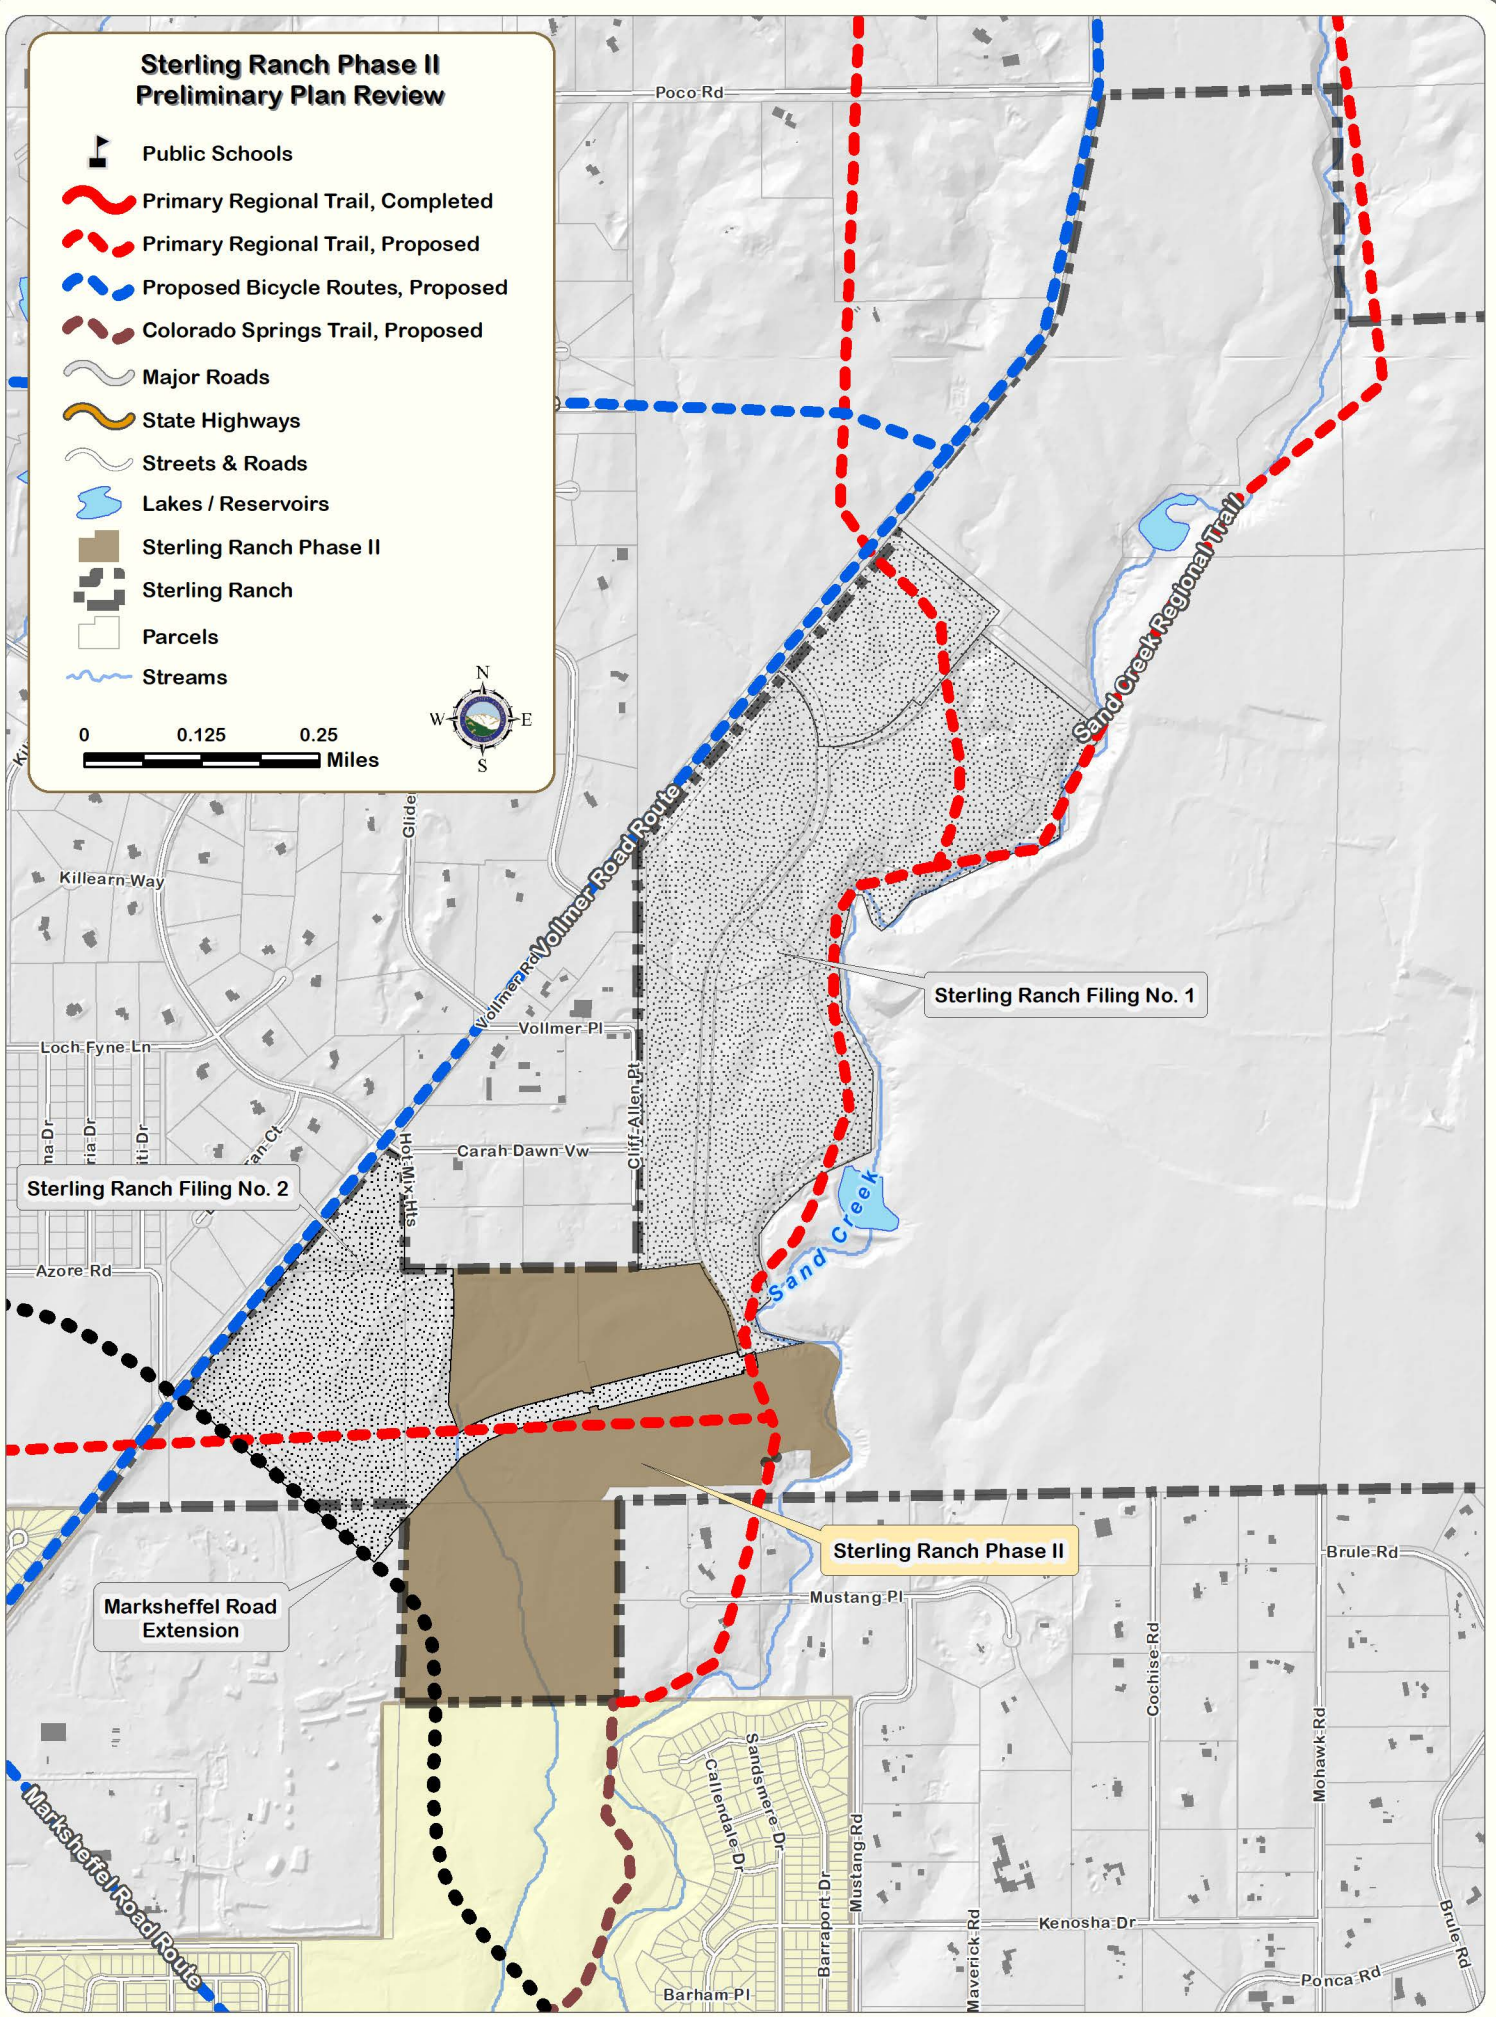 Sterling Ranch Phase II
Preliminary Plan Review
Public Schools
Primary Regional Trail, Completed
Primary Regional Trail, Proposed
Proposed Bicycle Routes, Proposed
Colorado Springs Trail, Proposed
Major Roads
State Highways
Streets & Roads
Lakes / Reservoirs
Sterling Ranch Phase II
Sterling Ranch
Parcels
Streams
N
W
E
S
0 0.125 0.25
Miles
Poco Rd
Sand Creek Regional Trail
Vollmer Road Route
Vollmer Rd
Killearn Way
Sterling Ranch Filing No. 1
Vollmer Pl
Loch Fyne Ln
Cliff Allen Pt
Carah Dawn Vw
Hot Mix Hts
Sterling Ranch Filing No. 2
Sand Creek
Azore Rd
Sterling Ranch Phase II
Marksheffel Road
Extension
Mustang Pl
Brule Rd
Cochise Rd
Mohawk Rd
Sandsmere Dr
Callendale Dr
Mustang Rd
Barraport Dr
Marksheffel Road Route
Maverick Rd
Kenosha Dr
Brule Rd
Ponca Rd
Barham Pl